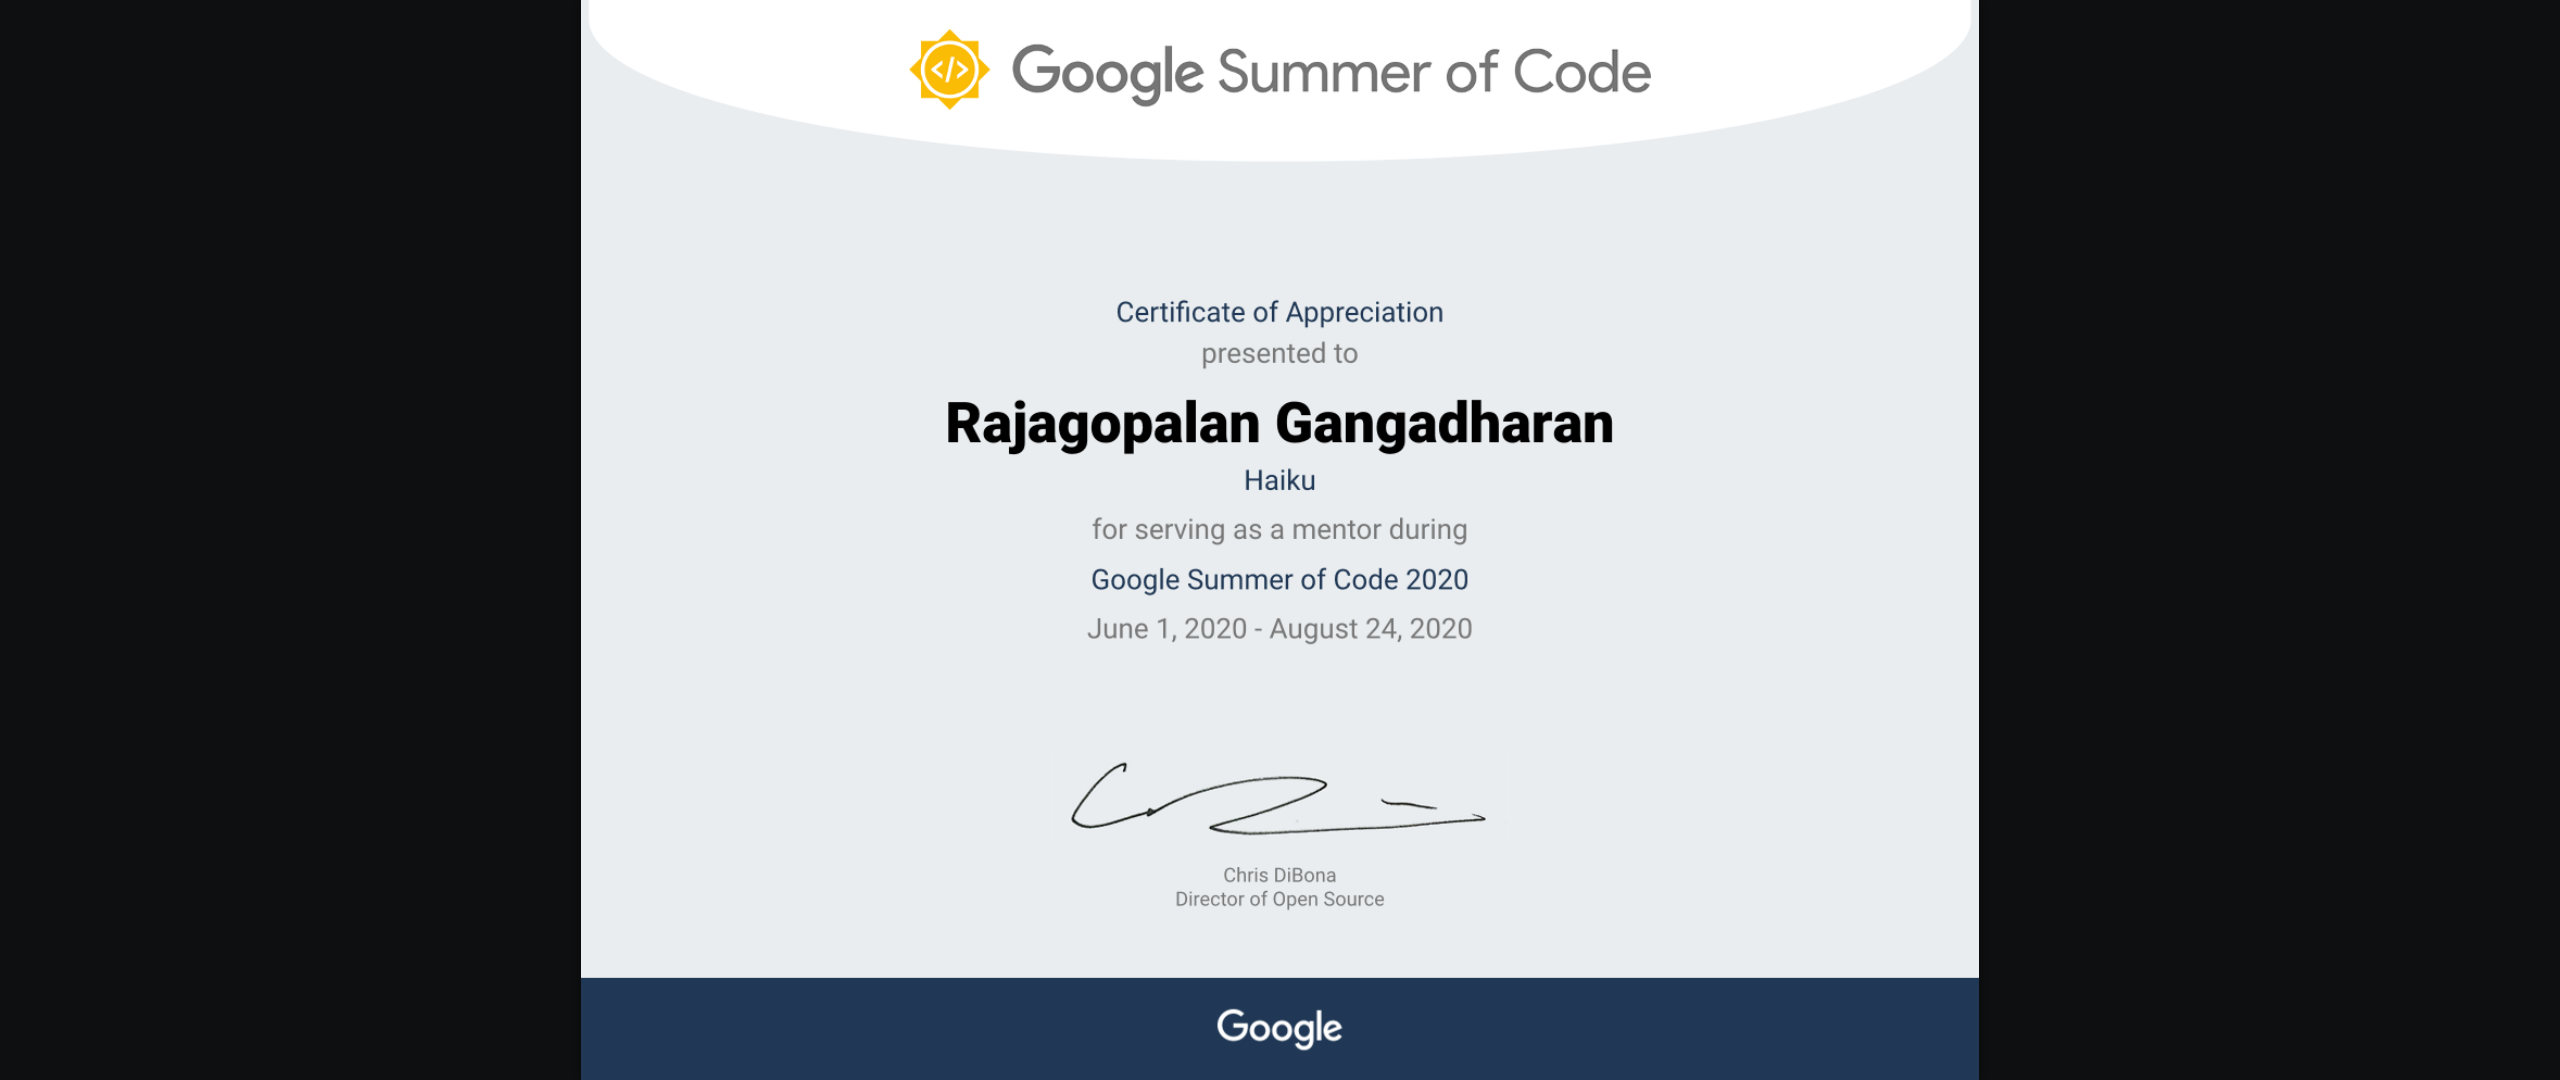 Google Summer of Code
Certificate of Appreciation
presented to
Rajagopalan Gangadharan
Haiku
for serving as a mentor during
Google Summer of Code 2020
June 1, 2020 - August 24, 2020
Chris DiBona
Director of Open Source
Google